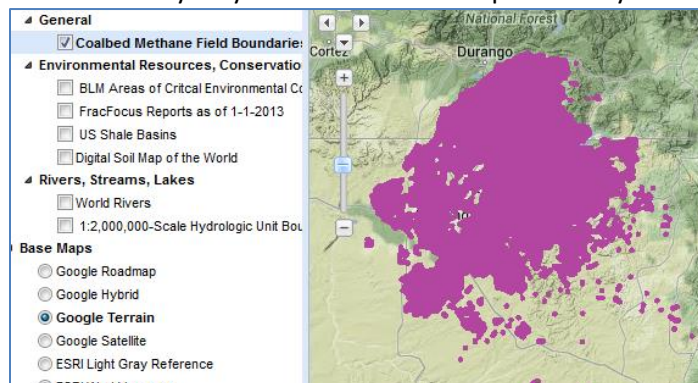 General
Coalbed Methane Field Boundaries
Environmental Resources, Conservatio
BLM Areas of Critcal Environmental Co
FracFocus Reports as of 1-1-2013
US Shale Basins
Digital Soil Map of the World
Rivers, Streams, Lakes
World Rivers
1:2,000,000-Scale Hydrologic Unit Bou
Base Maps
Google Roadmap
Google Hybrid
Google Terrain
Google Satellite
ESRI Light Gray Reference
National Forest
Cortez
Durango